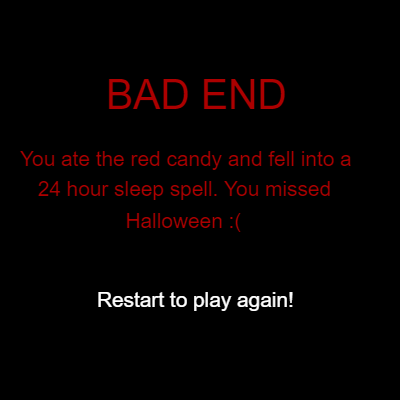 BAD END
You ate the red candy and fell into a
24 hour sleep spell. You missed
Halloween :(
Restart to play again!